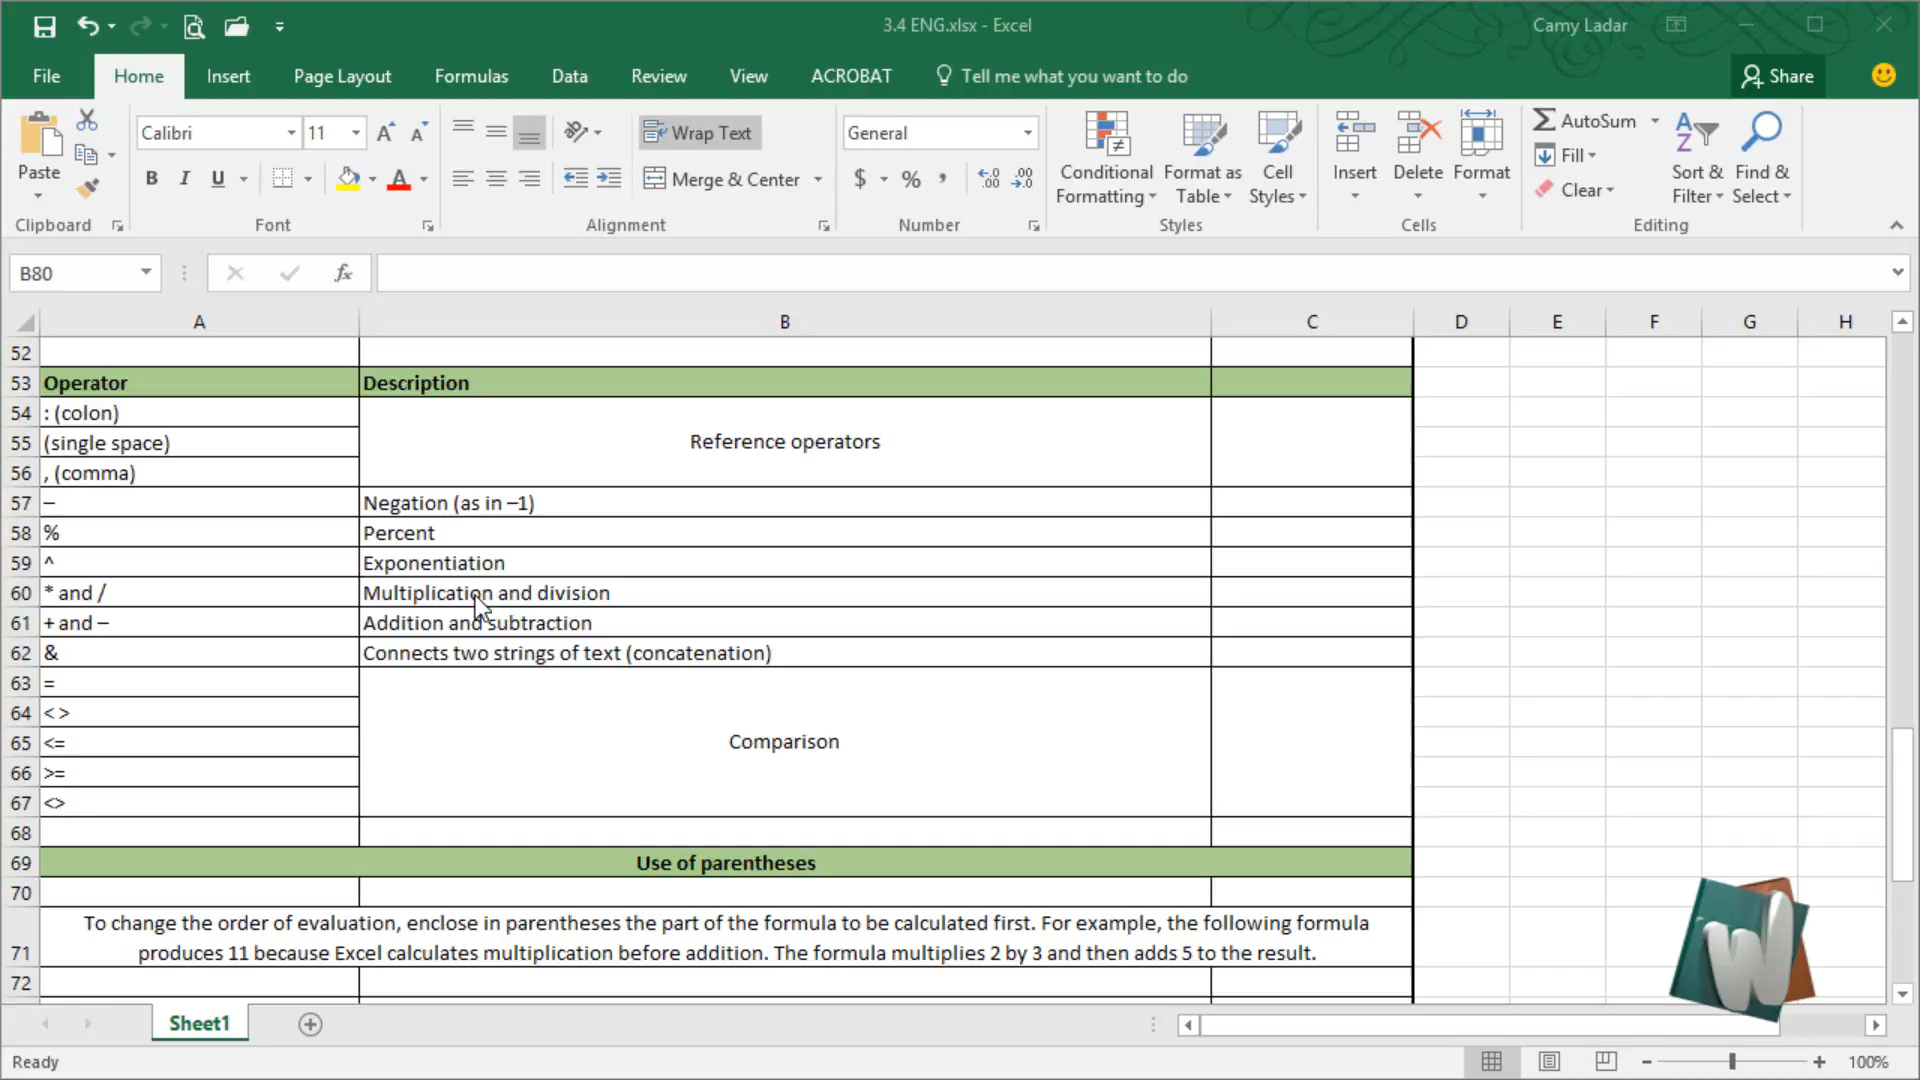 3.4 ENG.xlsx - Excel
Camy Ladar
File
Home
Insert
Page Layout
Formulas
Data
Review
View
ACROBAT
Tell me what you want to do
Share
Paste
Clipboard
Calibri
11
A
A
B
I
U
A
Font
Wrap Text
Merge & Center
Alignment
General
$
%
,
.00
.00
Number
Conditional
Formatting
Format as
Table
Cell
Styles
Styles
Insert
Delete
Format
Cells
AutoSum
Fill
Clear
Sort &
Filter
Find &
Select
Editing
B80
fx
A B C D E F G H
52
53 Operator Description
54 : (colon)
55 (single space) Reference operators
56 , (comma)
57 – Negation (as in –1)
58 % Percent
59 ^ Exponentiation
60 * and / Multiplication and division
61 + and – Addition and subtraction
62 & Connects two strings of text (concatenation)
63 =
64 < >
65 <= Comparison
66 >=
67 <>
68
69 Use of parentheses
70
To change the order of evaluation, enclose in parentheses the part of the formula to be calculated first. For example, the following formula
71 produces 11 because Excel calculates multiplication before addition. The formula multiplies 2 by 3 and then adds 5 to the result.
72
Sheet1
Ready
100%
W